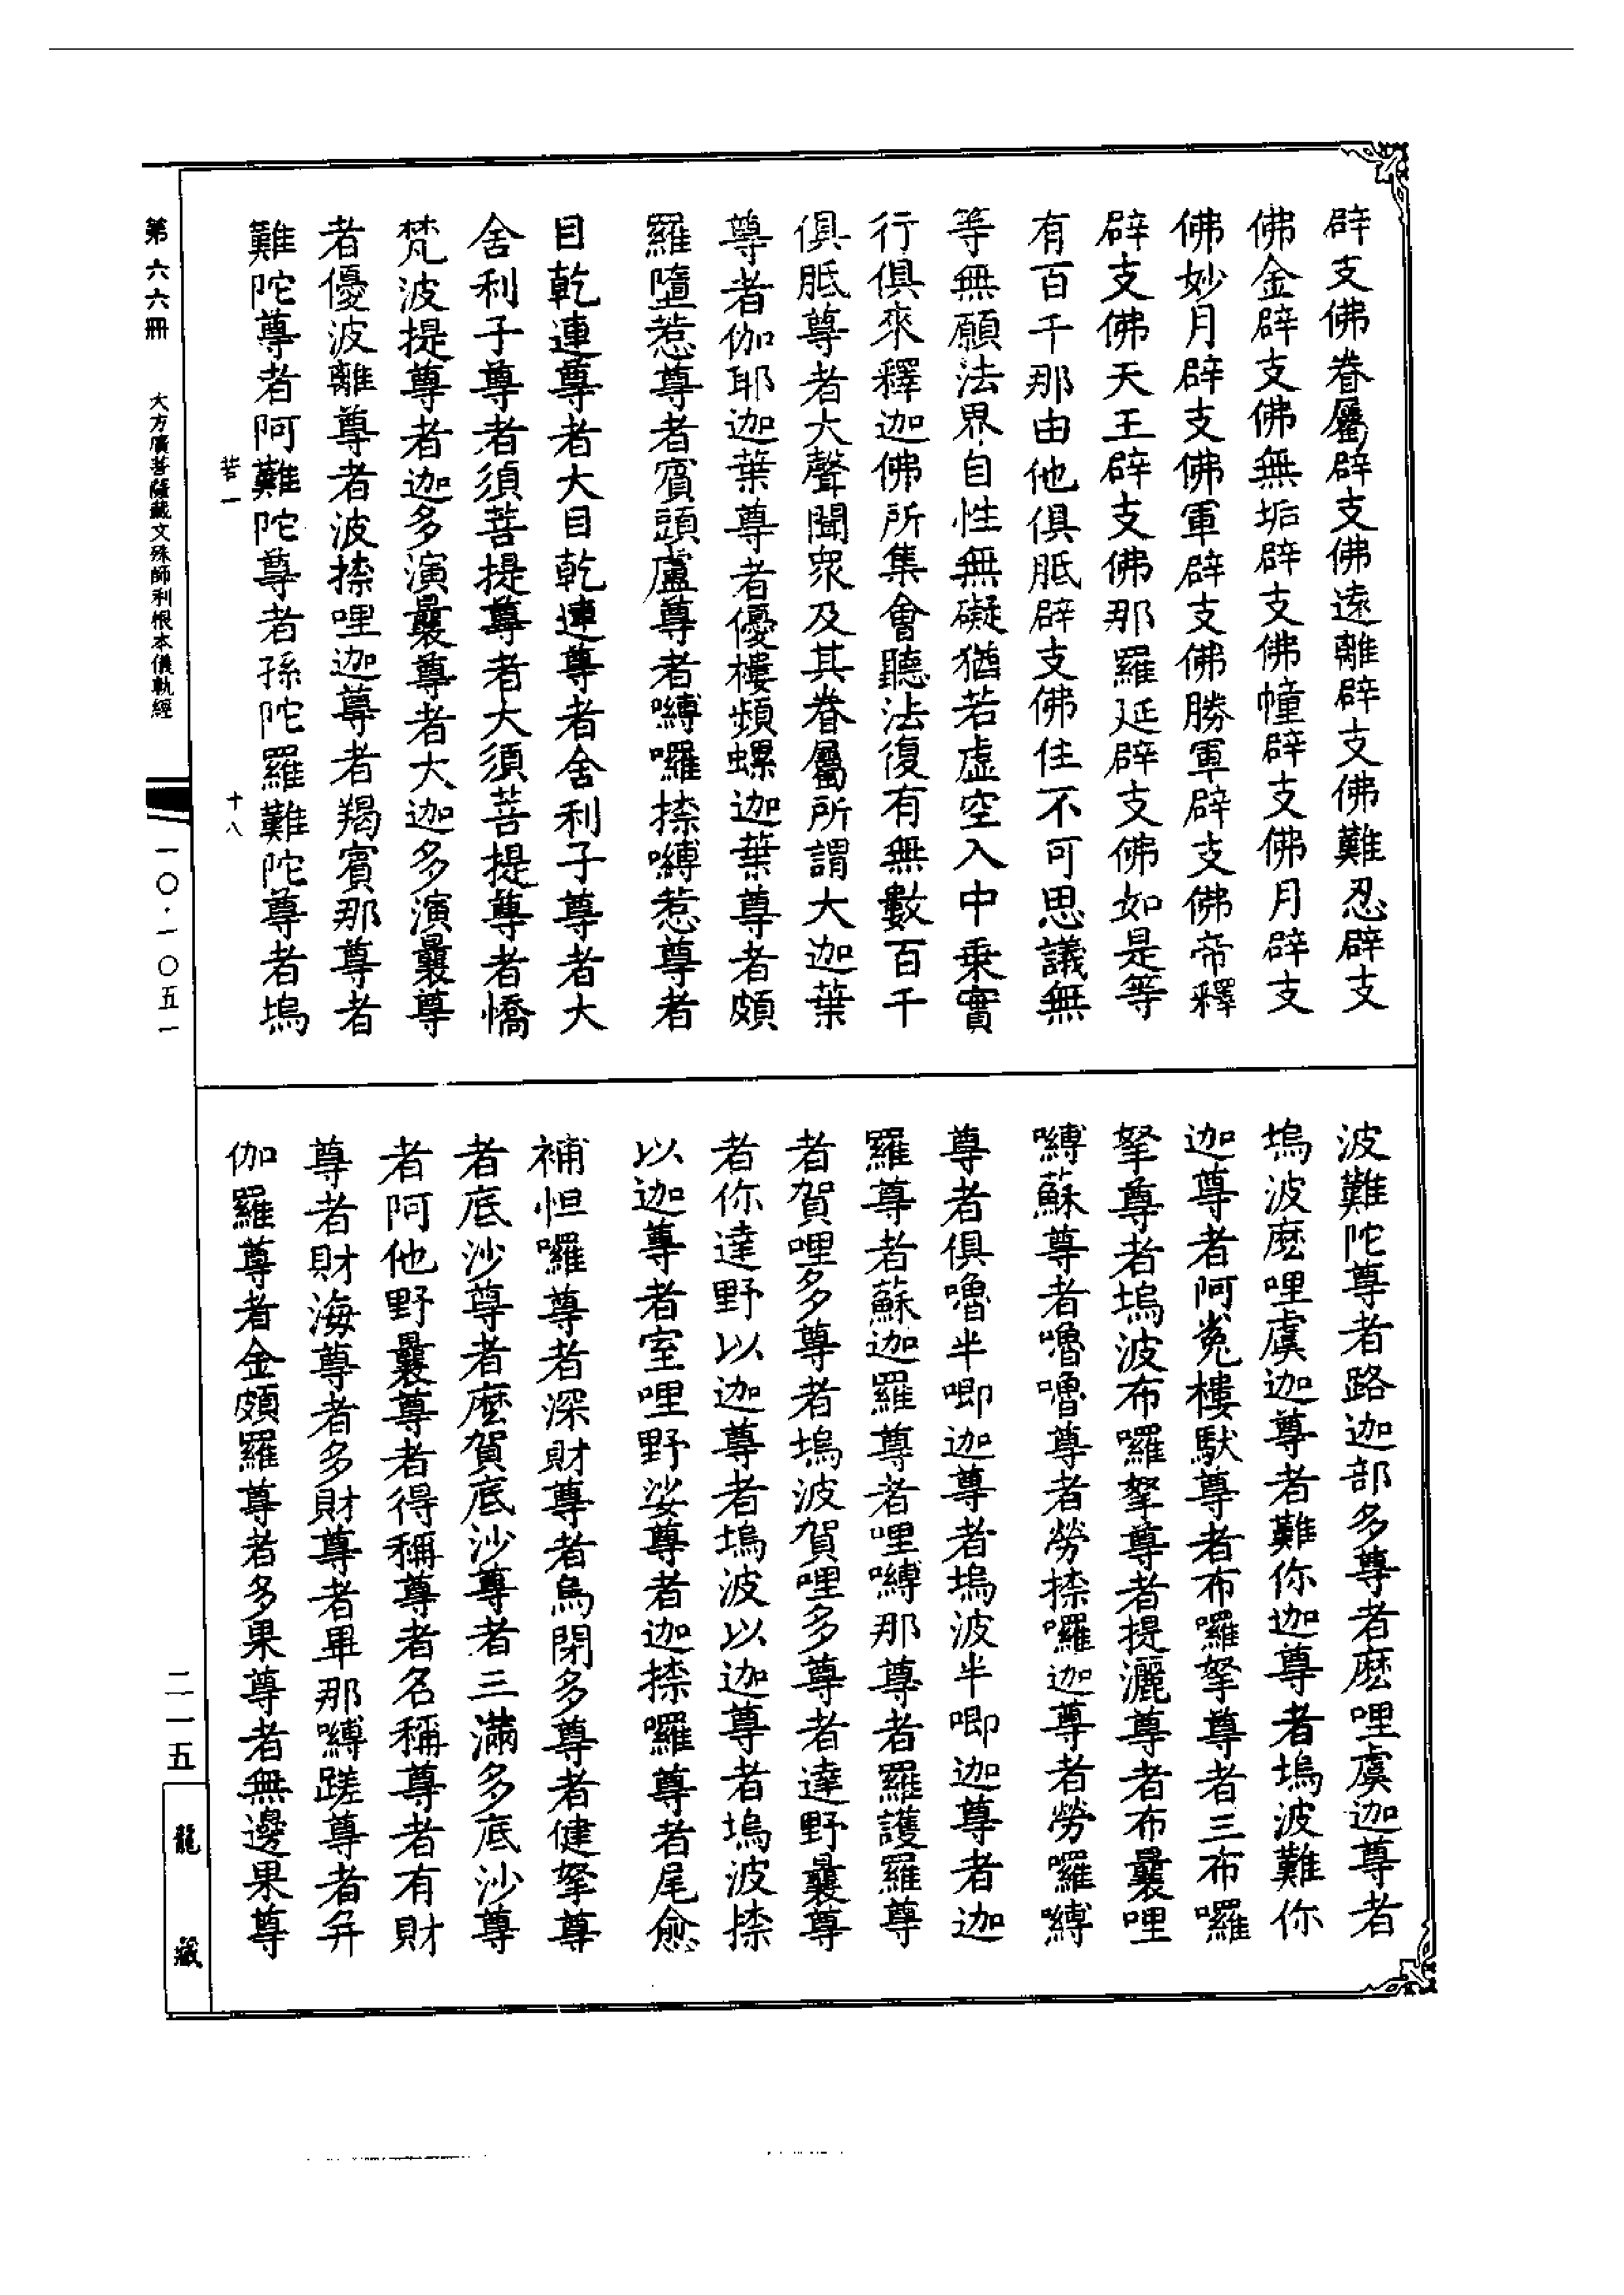 辟支佛眷屬辟支佛遠離辟支佛難忍辟支
佛金辟支佛無垢辟支佛幢辟支佛月辟支
佛妙月辟支佛軍辟支佛勝軍辟支佛帝釋
辟支佛天王辟支佛那羅延辟支佛如是等
有百千那由他俱胝辟支佛住不可思議無
等無願法界自性無礙猶若虛空入中乗實
行俱來釋迦佛所集會聽法復有無數百千
俱胝尊者大聲聞眾及其眷屬所謂大迦葉
尊者伽耶迦葉尊者優樓頻螺迦葉尊者頗
羅墮惹尊者賓頭盧尊者嚩囉捺嚩惹尊者
目乾連尊者大目乾連尊者舍利子尊者大
舍利子尊者須菩提尊者大須菩提尊者憍
梵波提尊者迦多演曩尊者大迦多演曩尊
者優波離尊者波捺哩迦尊者羯賓那尊者
難陀尊者阿難陀尊者孫陀羅難陀尊者塢
波難陀尊者路迦部多尊者麼哩虞迦尊者
塢波麼哩虞迦尊者難你迦尊者塢波難你
迦尊者阿㝹樓馱尊者布囉拏尊者三布囉
拏尊者塢波布囉拏尊者提灑尊者布曩哩
嚩蘇尊者嚕嚕尊者勞捺囉迦尊者勞囉嚩
尊者俱嚕半唧迦尊者塢波半唧迦尊者迦
羅尊者蘇迦羅尊者哩嚩那尊者羅護羅尊
者賀哩多尊者塢波賀哩多尊者達野曩尊
者你達野以迦尊者塢波以迦尊者塢波捺
以迦尊者室哩野娑尊者迦捺囉尊者尾愈
補怛囉尊者深財尊者烏閉多尊者健拏尊
者底沙尊者麼賀底沙尊者三滿多底沙尊
者阿他野曩尊者得稱尊者名稱尊者有財
尊者財海尊者多財尊者畢那嚩蹉尊者弁
伽羅尊者金頗羅尊者多果尊者無邊果尊
第六六冊
大方廣菩薩藏文殊師利根本儀軌經
若一
十八
一〇·一〇五一
二一五
龍藏